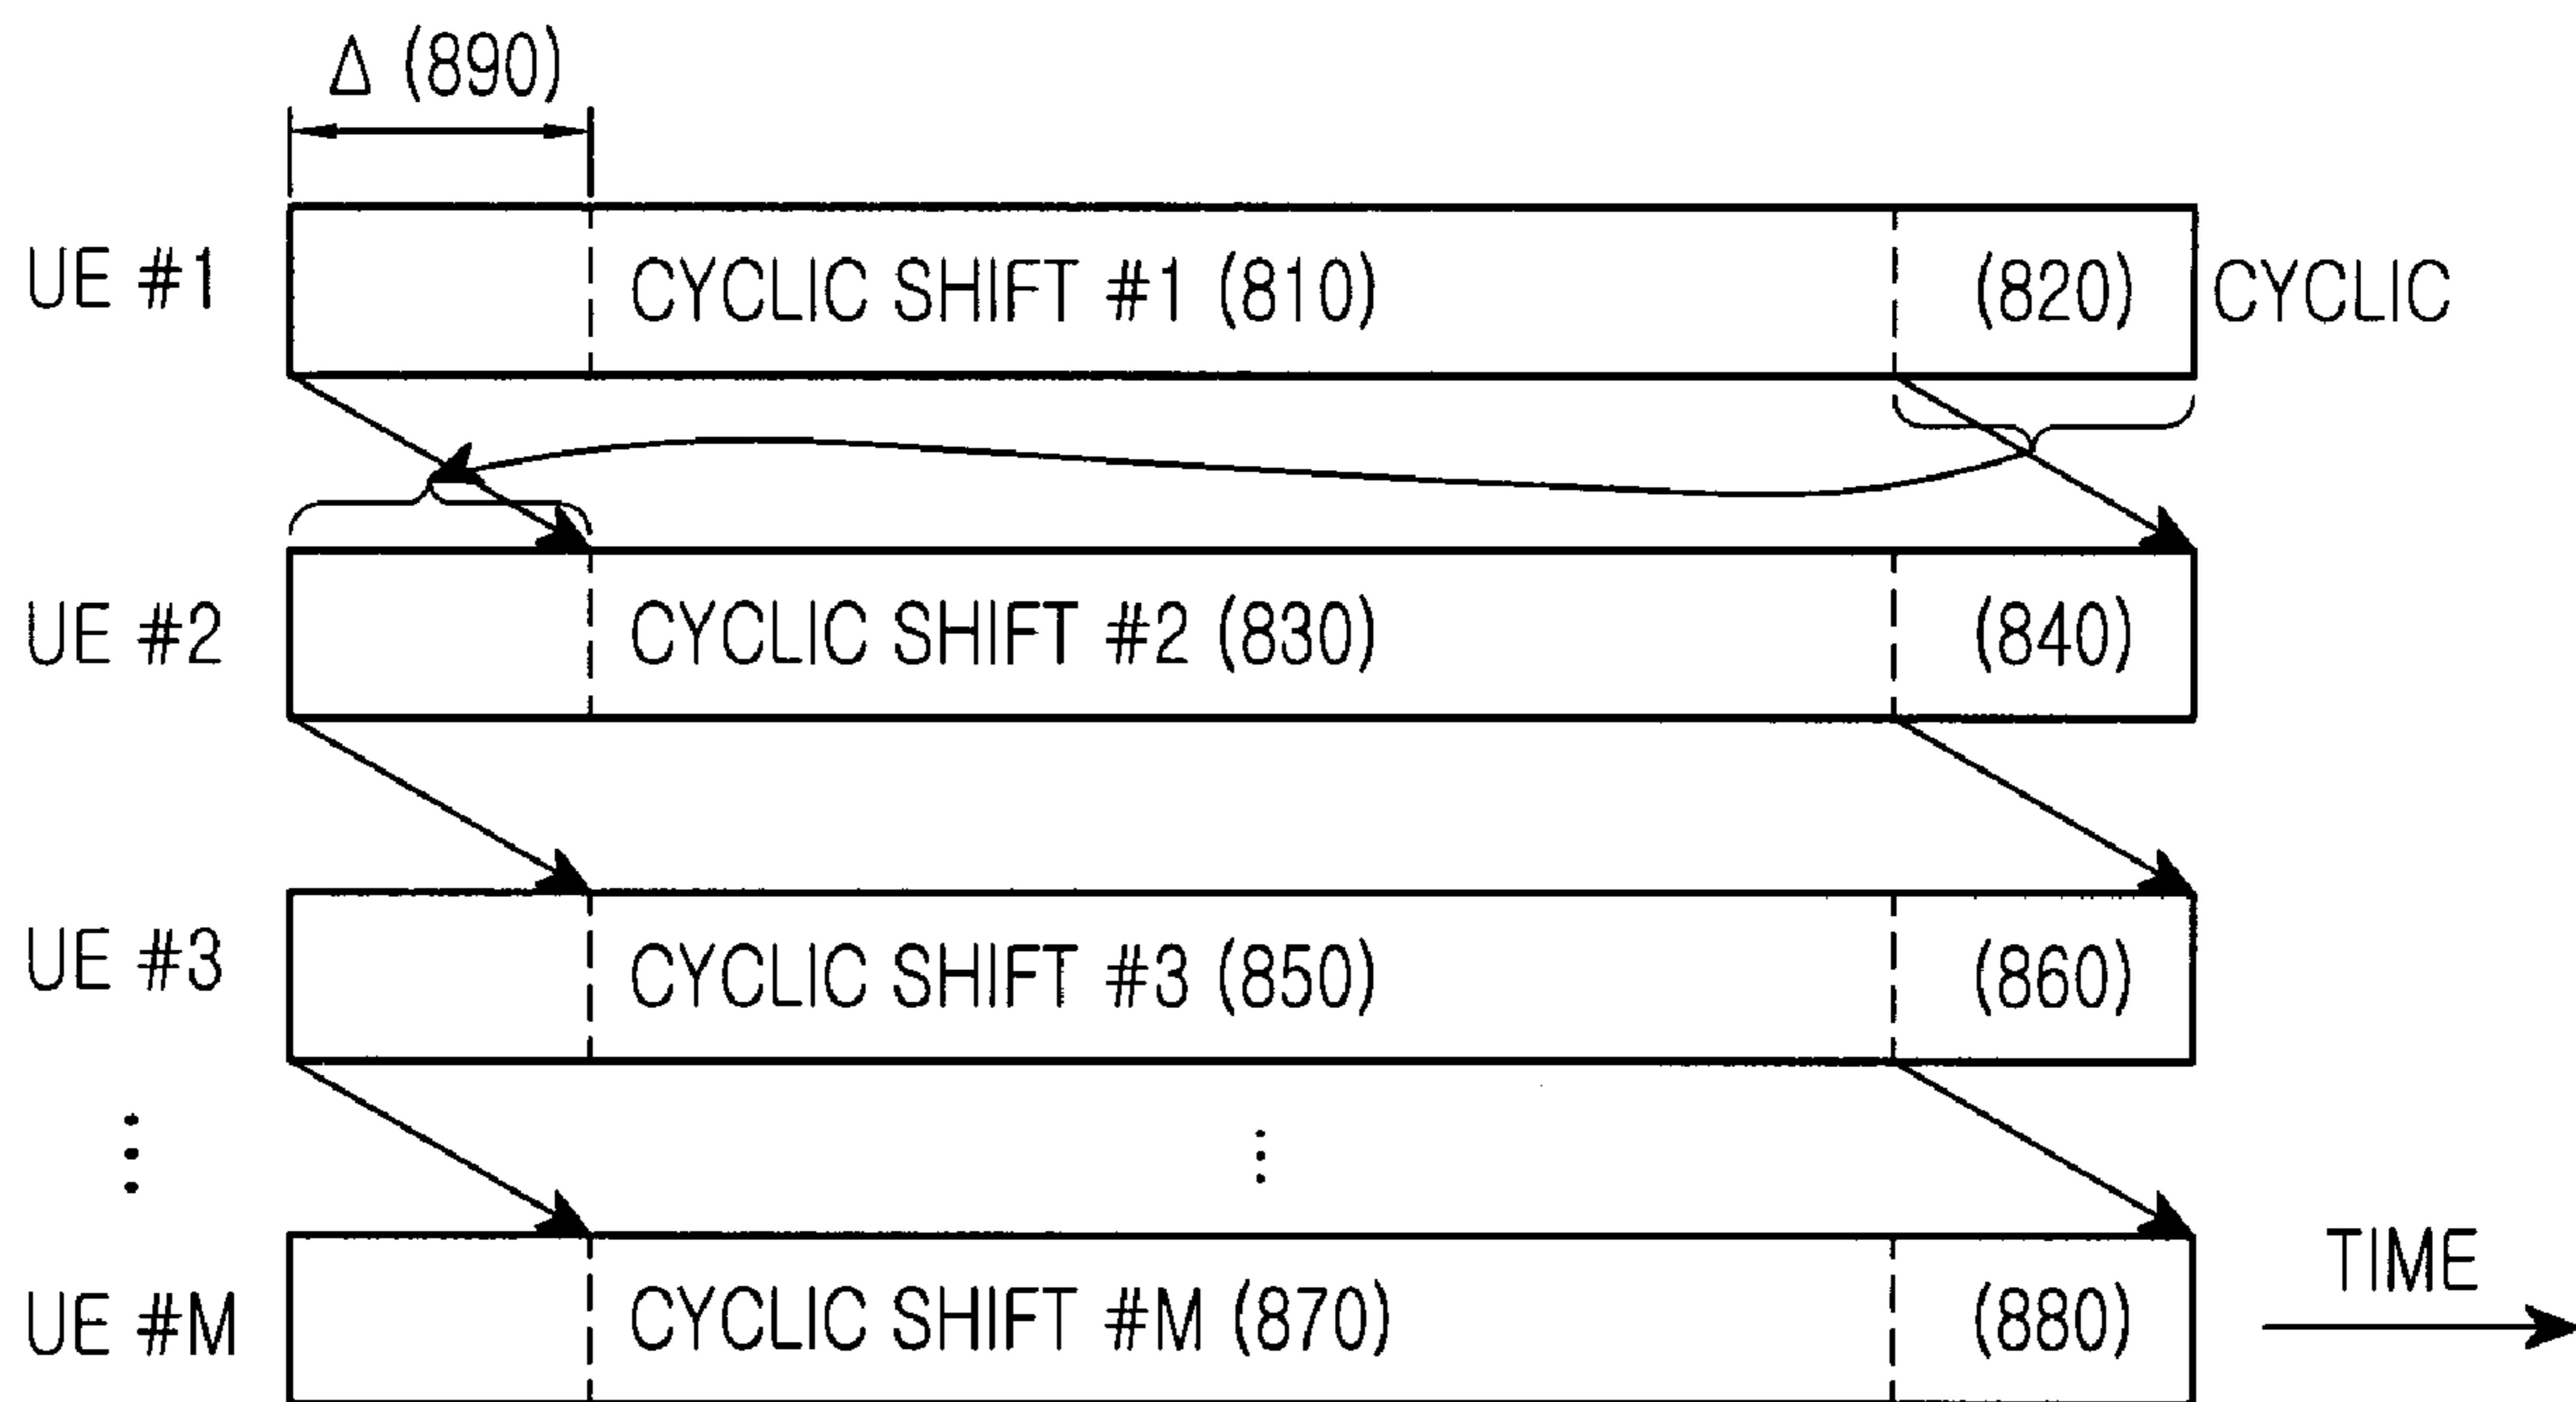 Δ (890)
UE #1 CYCLIC SHIFT #1 (810) (820) CYCLIC
UE #2 CYCLIC SHIFT #2 (830) (840)
UE #3 CYCLIC SHIFT #3 (850) (860)
UE #M CYCLIC SHIFT #M (870) (880) TIME